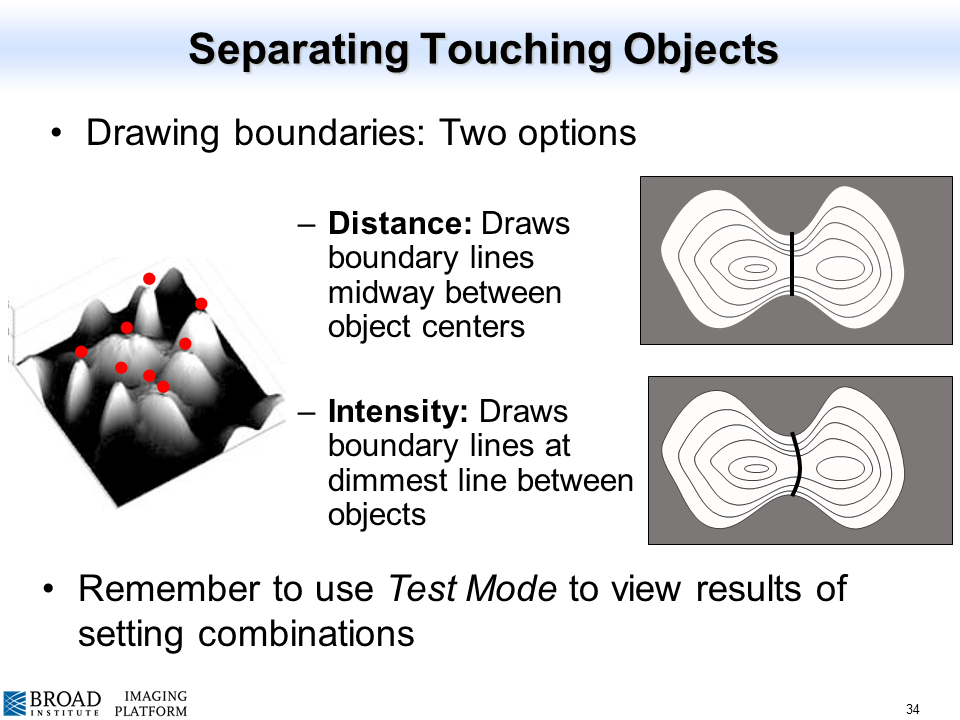 Separating Touching Objects
• Drawing boundaries: Two options
– Distance: Draws
boundary lines
midway between
object centers
– Intensity: Draws
boundary lines at
dimmest line between
objects
• Remember to use Test Mode to view results of
setting combinations
BROAD
INSTITUTE
IMAGING
PLATFORM
34